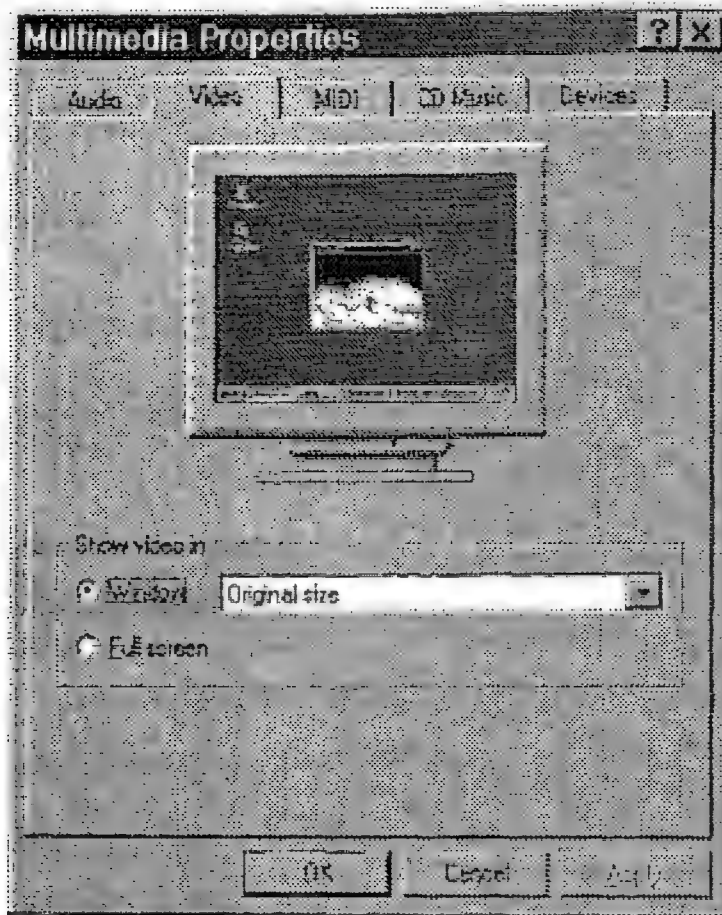 Multimedia Properties
Audio Video MIDI CD Music Devices
Show video in
Window Original size
Full screen
OK Cancel Apply